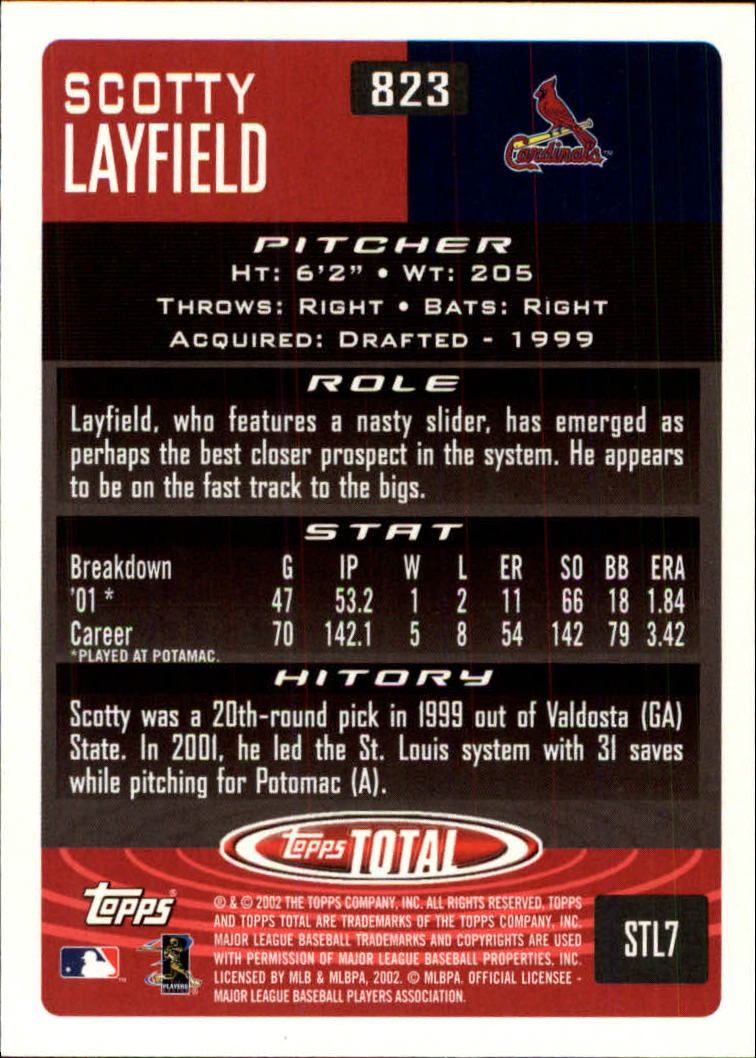 SCOTTY
LAYFIELD
823
Cardinals™
PITCHER
HT: 6'2" • WT: 205
THROWS: RIGHT • BATS: RIGHT
ACQUIRED: DRAFTED - 1999
ROLE
Layfield, who features a nasty slider, has emerged as
perhaps the best closer prospect in the system. He appears
to be on the fast track to the bigs.
STAT
Breakdown G IP W L ER SO BB ERA
'01 * 47 53.2 1 2 11 66 18 1.84
Career 70 142.1 5 8 54 142 79 3.42
*PLAYED AT POTAMAC.
HITORY
Scotty was a 20th-round pick in 1999 out of Valdosta (GA)
State. In 2001, he led the St. Louis system with 31 saves
while pitching for Potomac (A).
Topps TOTAL
Topps®
® & © 2002 THE TOPPS COMPANY, INC. ALL RIGHTS RESERVED, TOPPS
AND TOPPS TOTAL ARE TRADEMARKS OF THE TOPPS COMPANY, INC.
MAJOR LEAGUE BASEBALL TRADEMARKS AND COPYRIGHTS ARE USED
WITH PERMISSION OF MAJOR LEAGUE BASEBALL PROPERTIES, INC.
LICENSED BY MLB & MLBPA, 2002. © MLBPA. OFFICIAL LICENSEE -
MAJOR LEAGUE BASEBALL PLAYERS ASSOCIATION.
PLAYERS
STL7